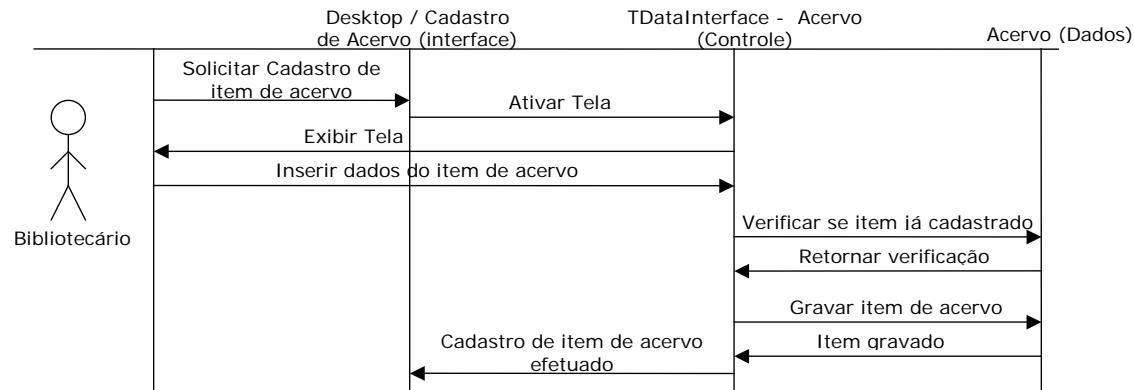 Desktop / Cadastro
de Acervo (interface)
TDataInterface - Acervo
(Controle)
Acervo (Dados)
Solicitar Cadastro de
item de acervo
Ativar Tela
Exibir Tela
Inserir dados do item de acervo
Bibliotecário
Verificar se item já cadastrado
Retornar verificação
Gravar item de acervo
Item gravado
Cadastro de item de acervo
efetuado